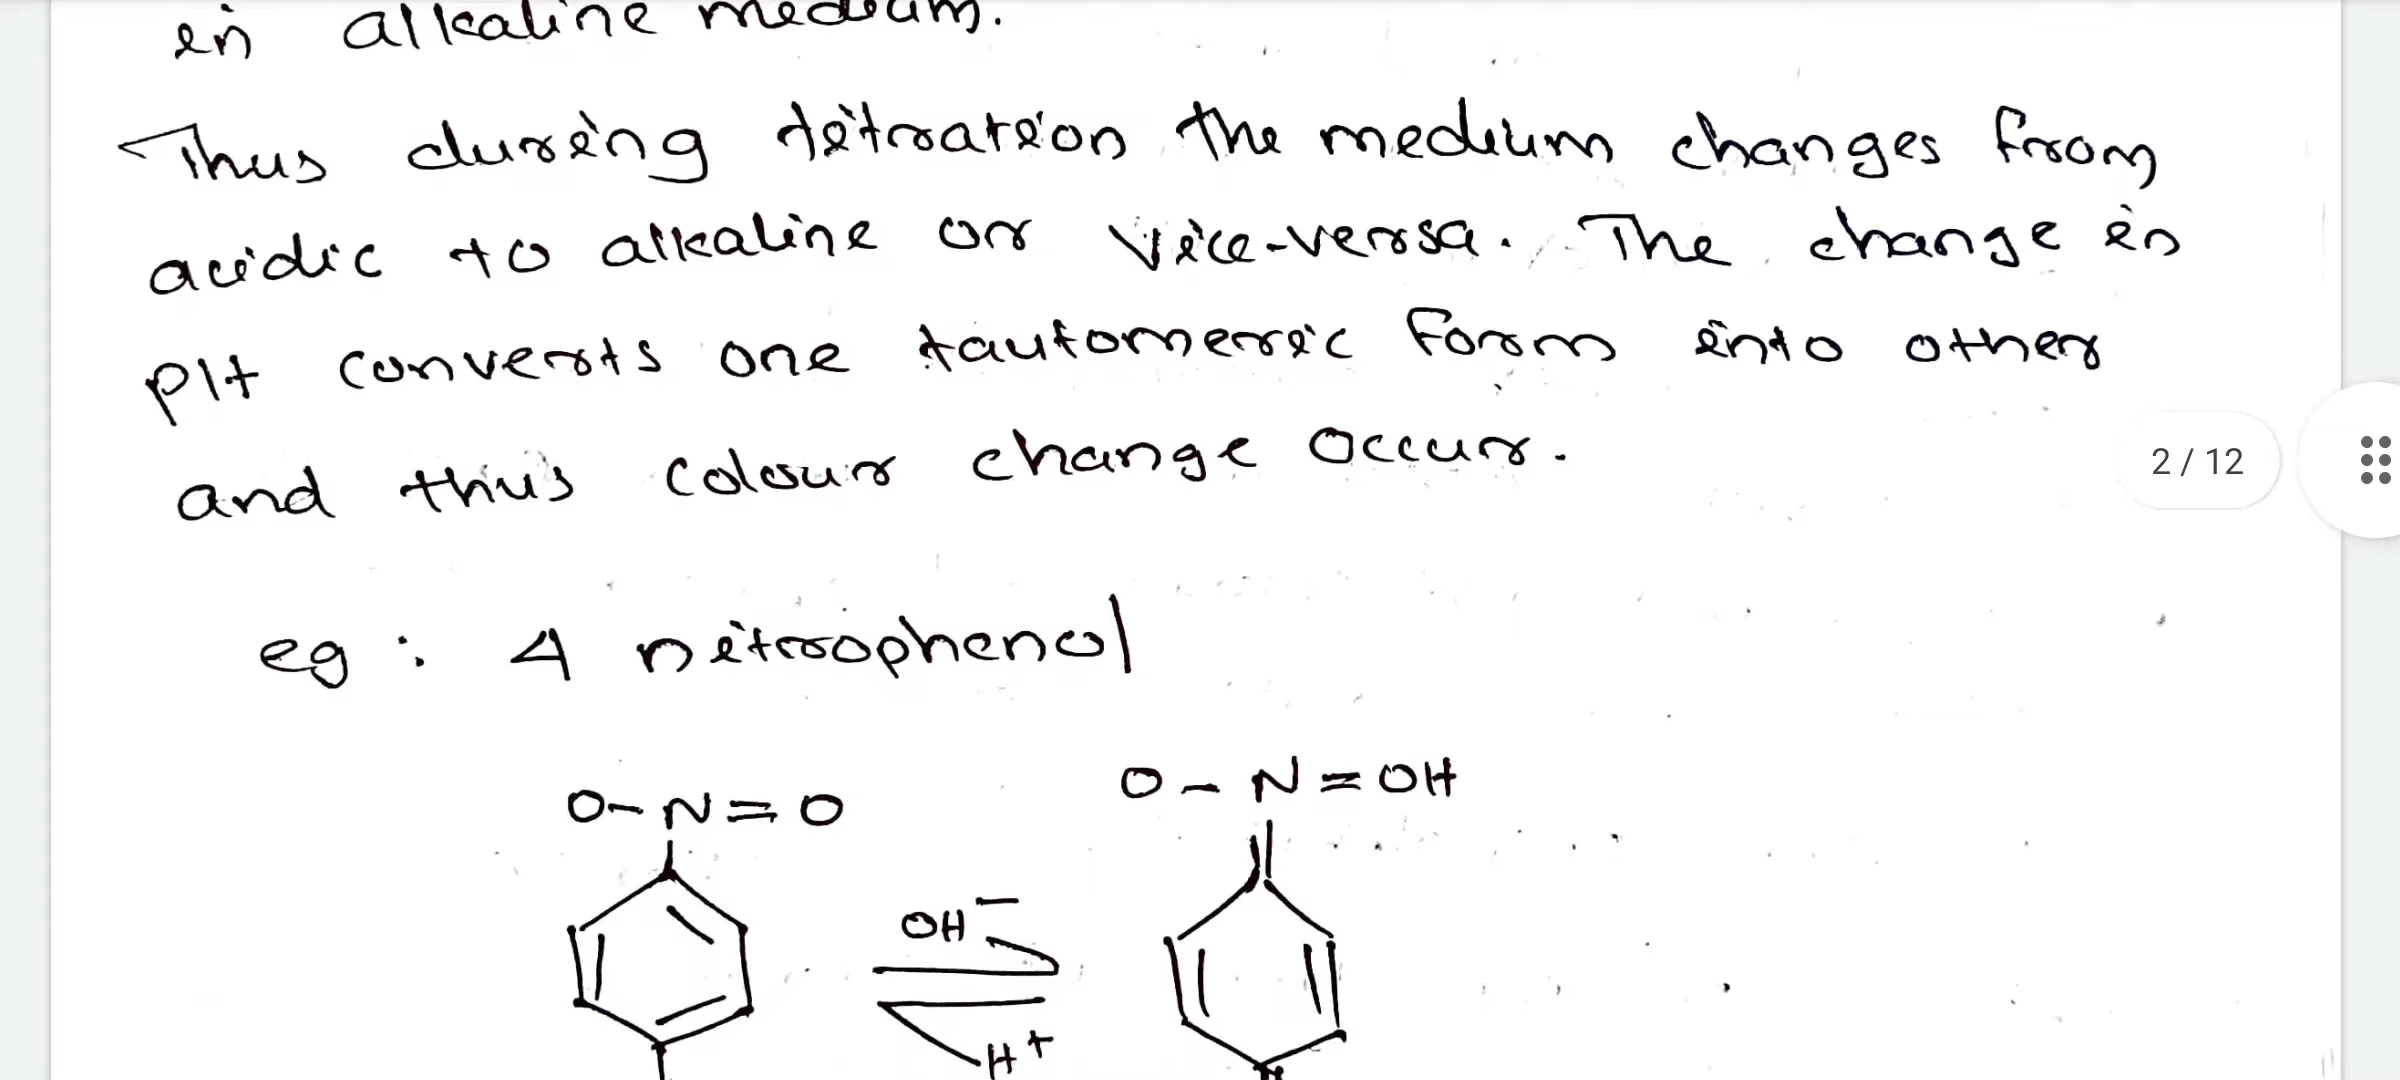 in alkaline medium.
Thus during titration the medium changes from
acidic to alkaline or vice-versa. The change in
pH converts one tautomeric form into other
and this colour change occur.
2 / 12
eg : 4 nitrophenol
O - N = OH
O - N = O
OH⁻
H⁺